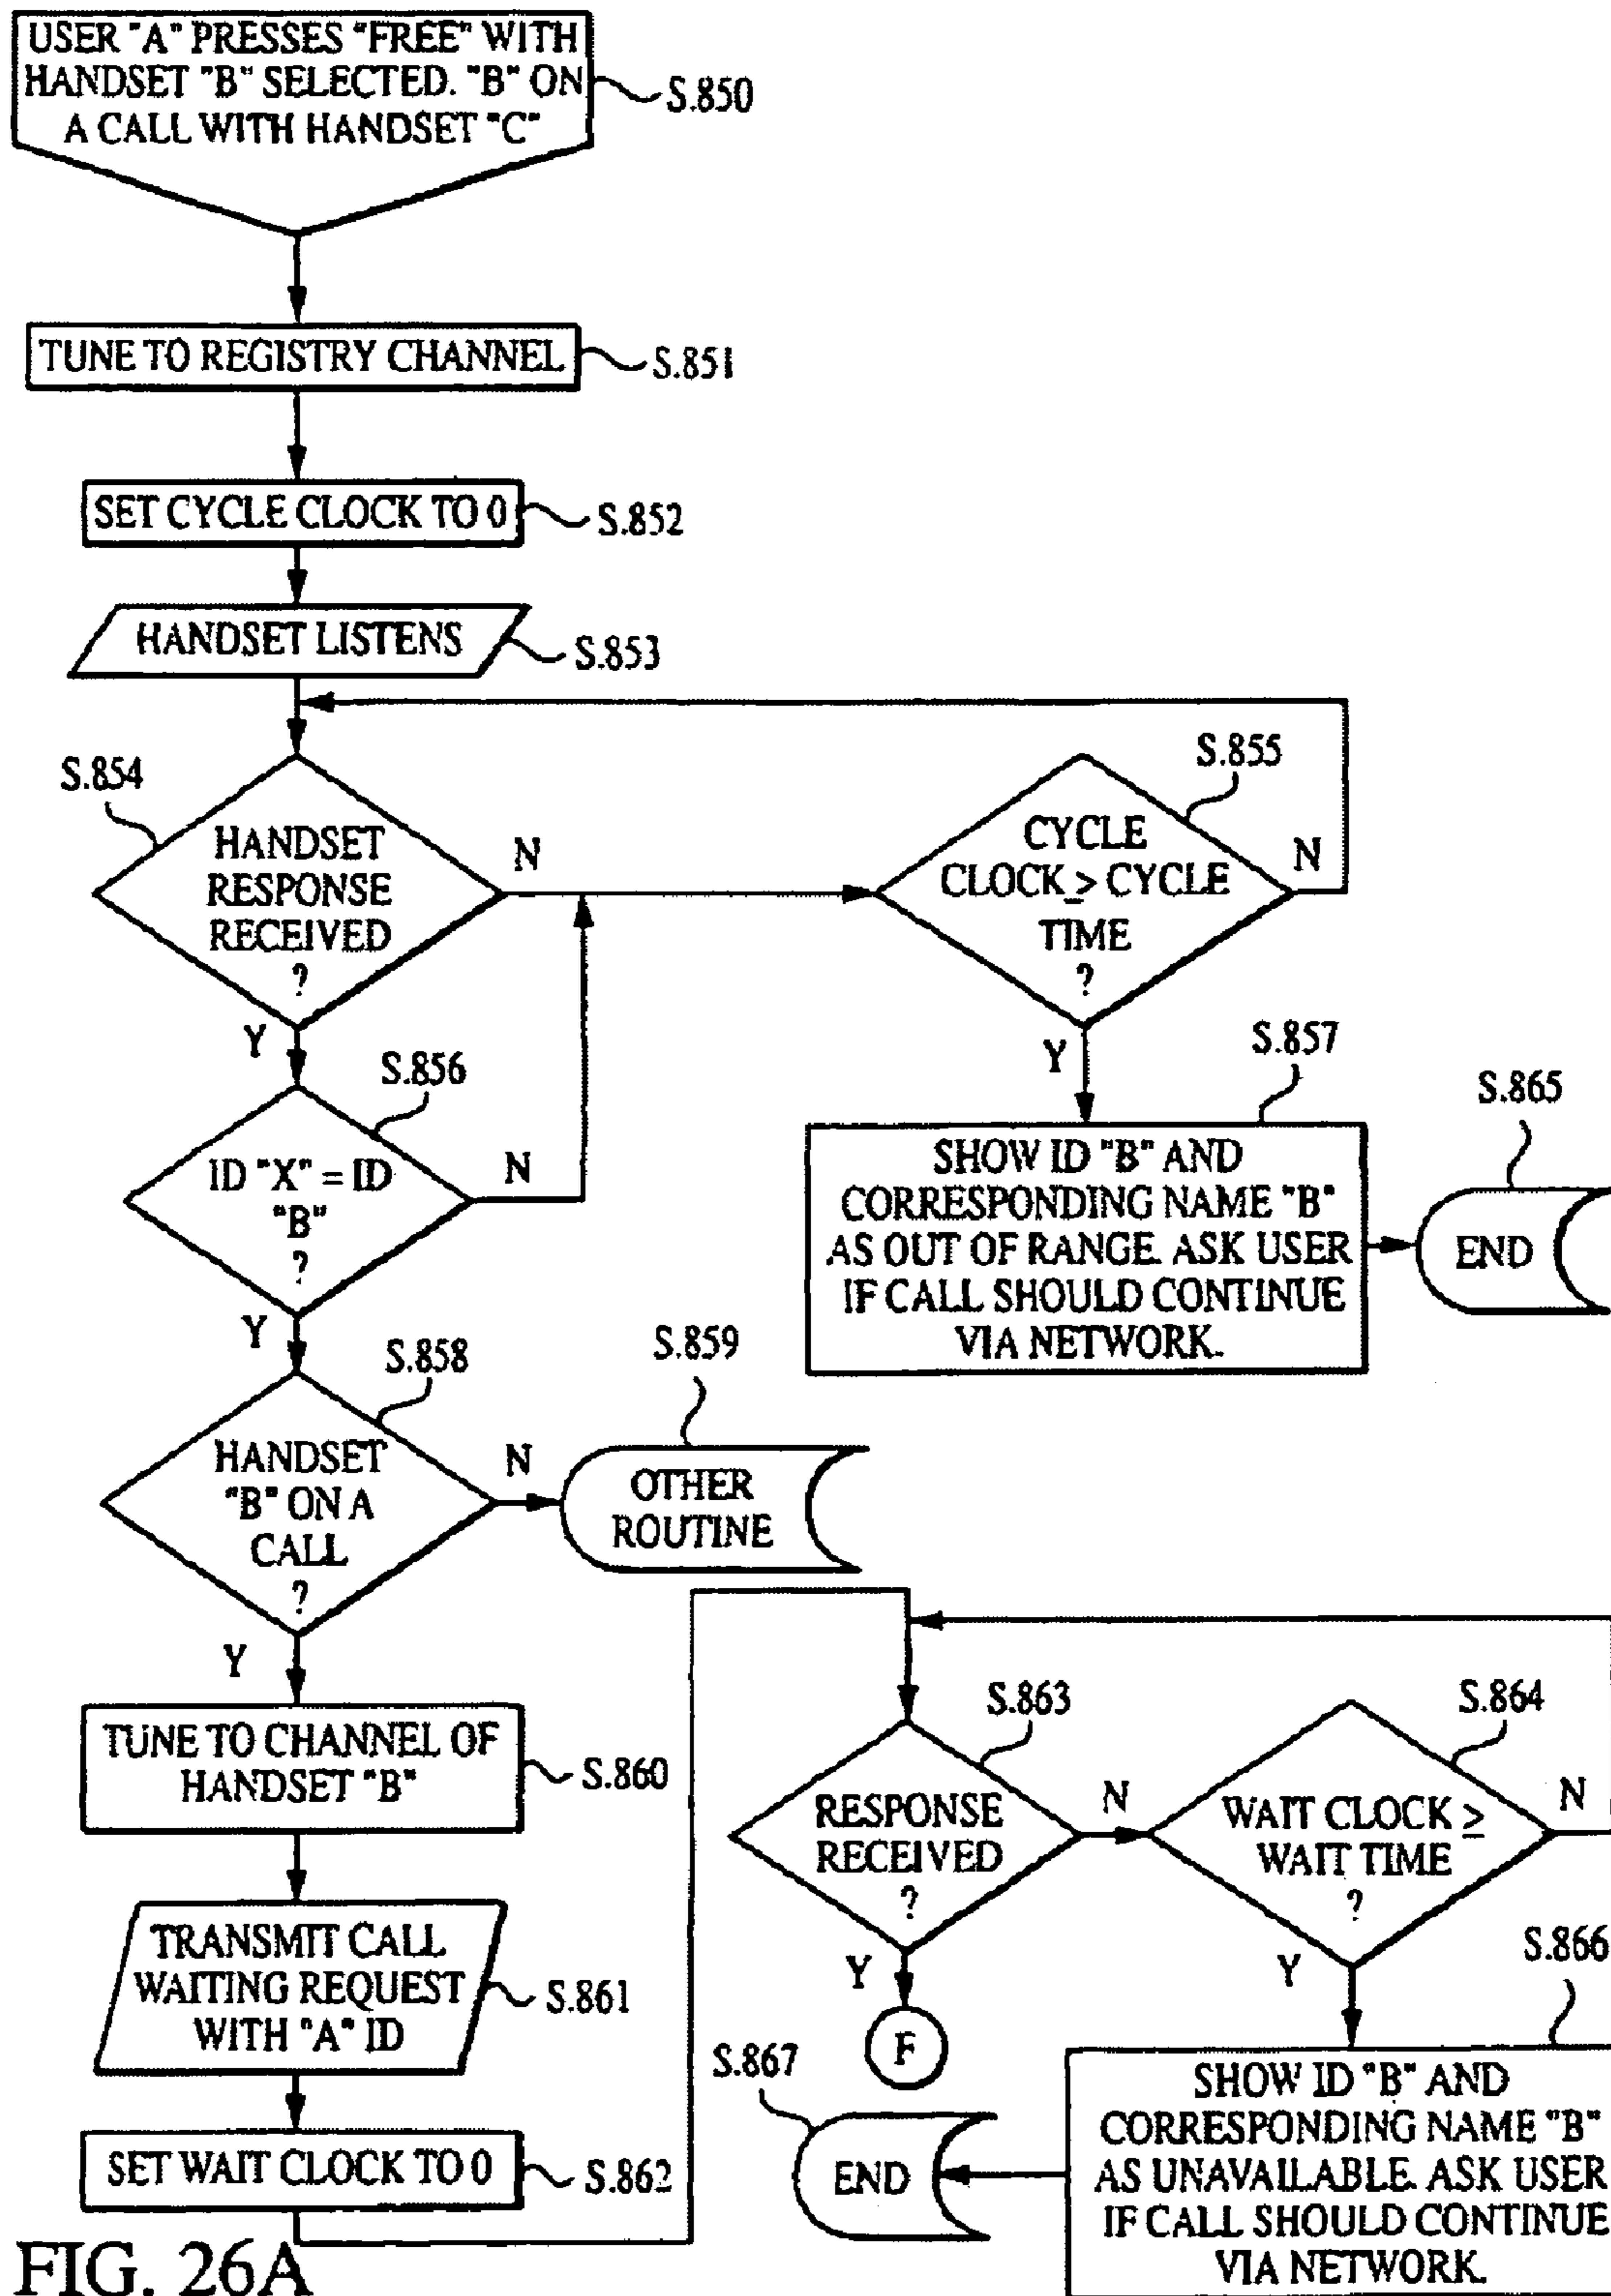 USER "A" PRESSES "FREE" WITH
HANDSET "B" SELECTED. "B" ON
A CALL WITH HANDSET "C"
S.850
TUNE TO REGISTRY CHANNEL
S.851
SET CYCLE CLOCK TO 0
S.852
HANDSET LISTENS
S.853
S.854
HANDSET
RESPONSE
RECEIVED
?
N
Y
S.855
CYCLE
CLOCK ≥ CYCLE
TIME
?
N
Y
S.856
ID "X" = ID
"B"
?
N
Y
S.857
SHOW ID "B" AND
CORRESPONDING NAME "B"
AS OUT OF RANGE. ASK USER
IF CALL SHOULD CONTINUE
VIA NETWORK.
S.865
END
S.858
HANDSET
"B" ON A
CALL
?
N
Y
S.859
OTHER
ROUTINE
TUNE TO CHANNEL OF
HANDSET "B"
S.860
TRANSMIT CALL
WAITING REQUEST
WITH "A" ID
S.861
SET WAIT CLOCK TO 0
S.862
S.863
RESPONSE
RECEIVED
?
N
Y
F
S.864
WAIT CLOCK ≥
WAIT TIME
?
N
Y
S.866
SHOW ID "B" AND
CORRESPONDING NAME "B"
AS UNAVAILABLE. ASK USER
IF CALL SHOULD CONTINUE
VIA NETWORK.
S.867
END
FIG. 26A